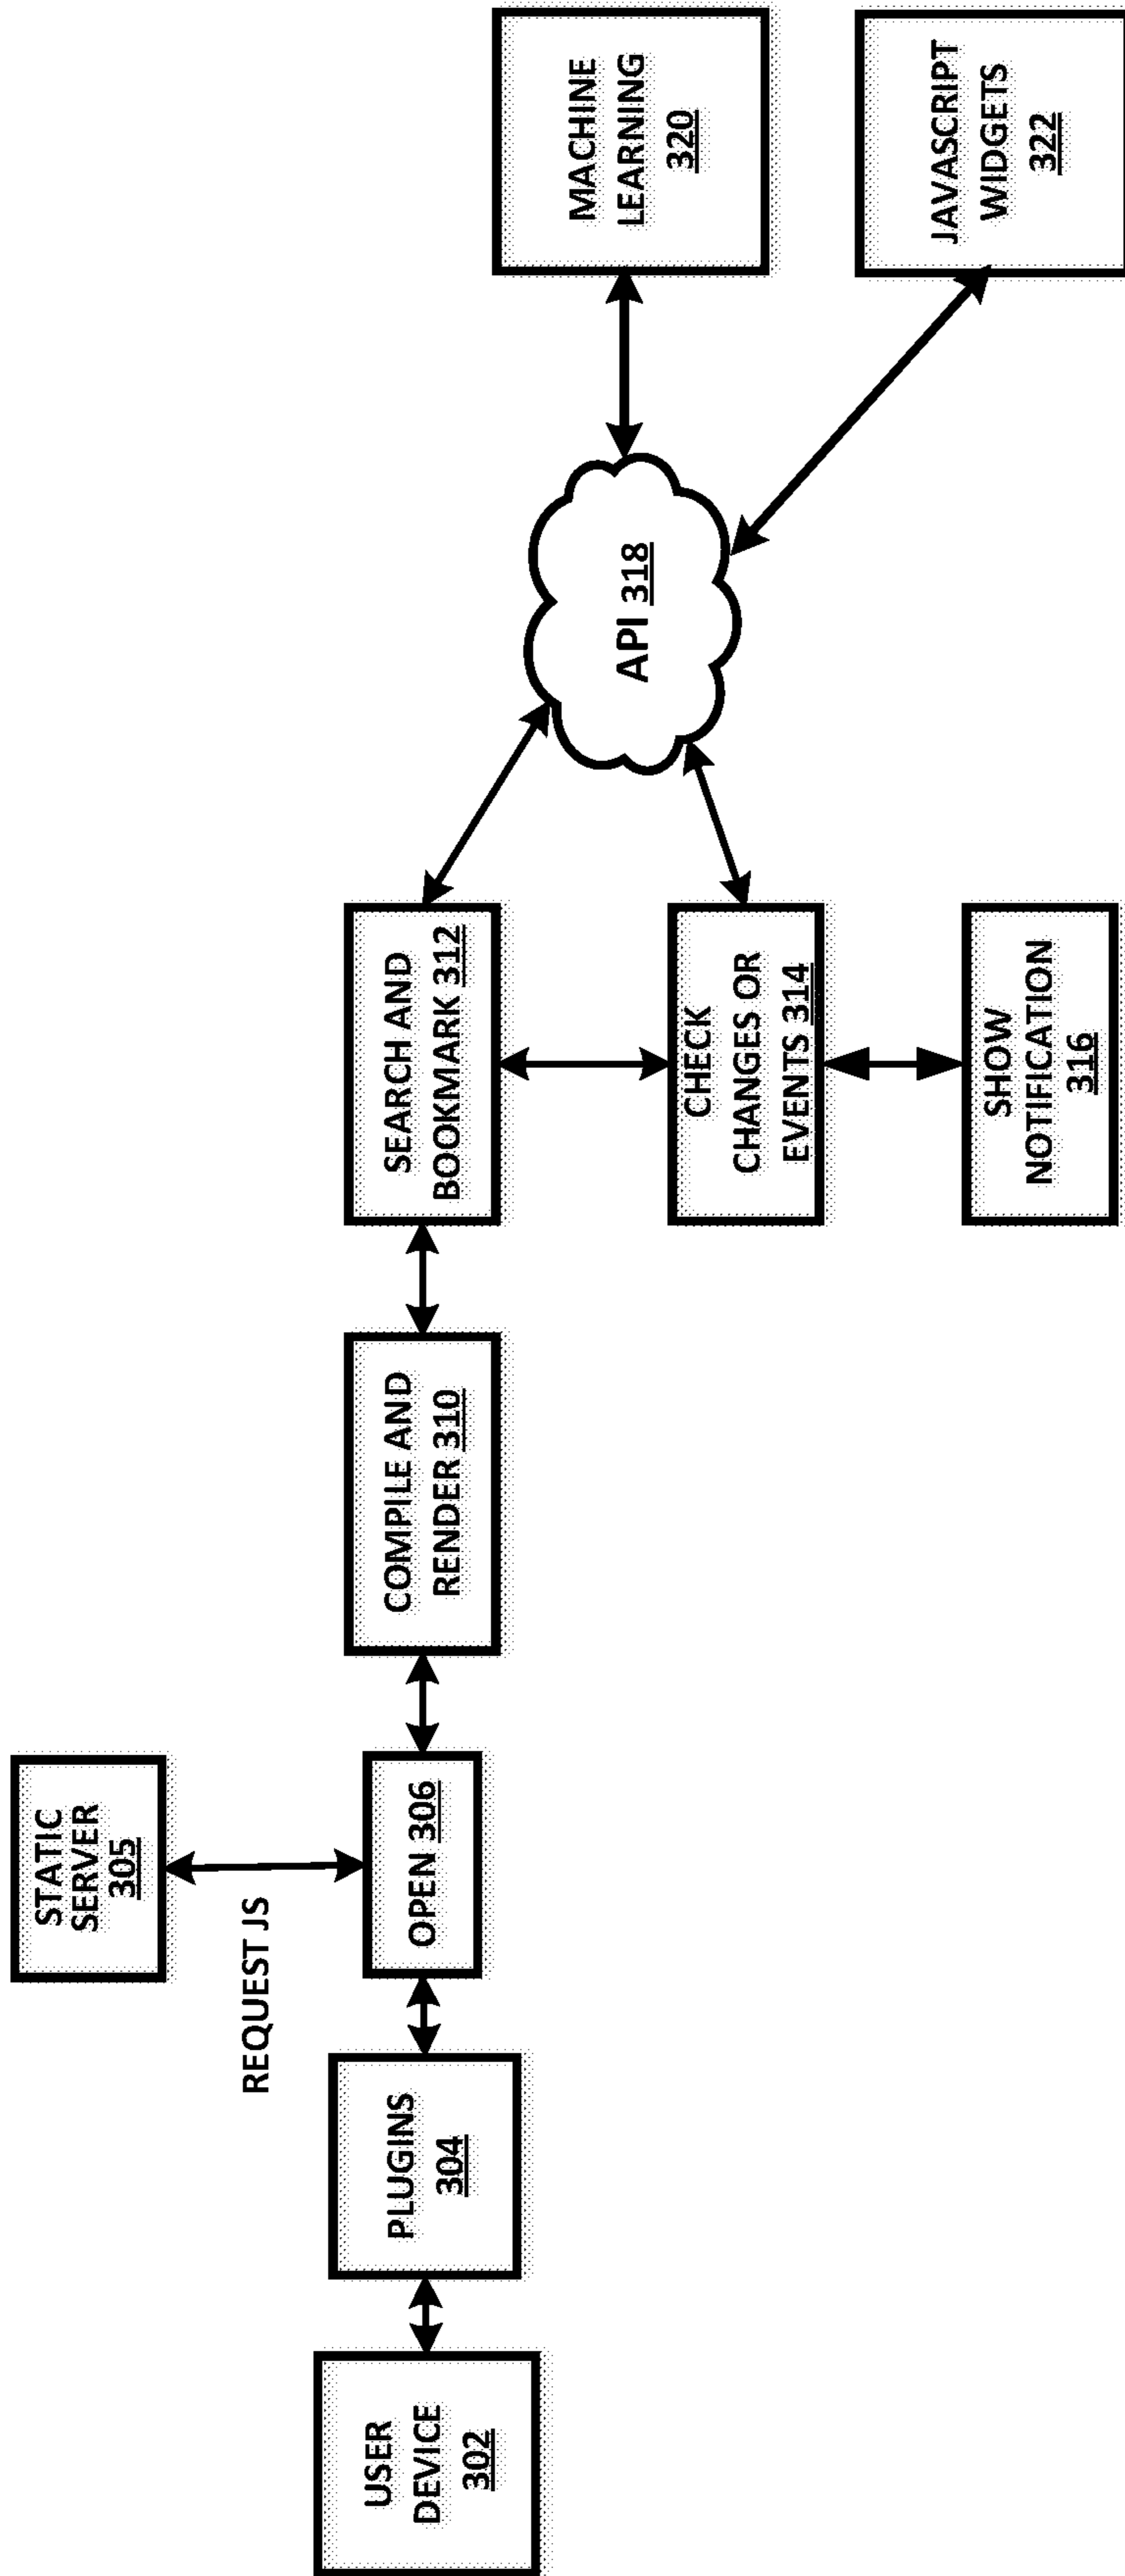 USER
DEVICE
302
PLUGINS
304
REQUEST JS
STATIC
SERVER
305
OPEN 306
COMPILE AND
RENDER 310
SEARCH AND
BOOKMARK 312
CHECK
CHANGES OR
EVENTS 314
SHOW
NOTIFICATION
316
API 318
MACHINE
LEARNING
320
JAVASCRIPT
WIDGETS
322